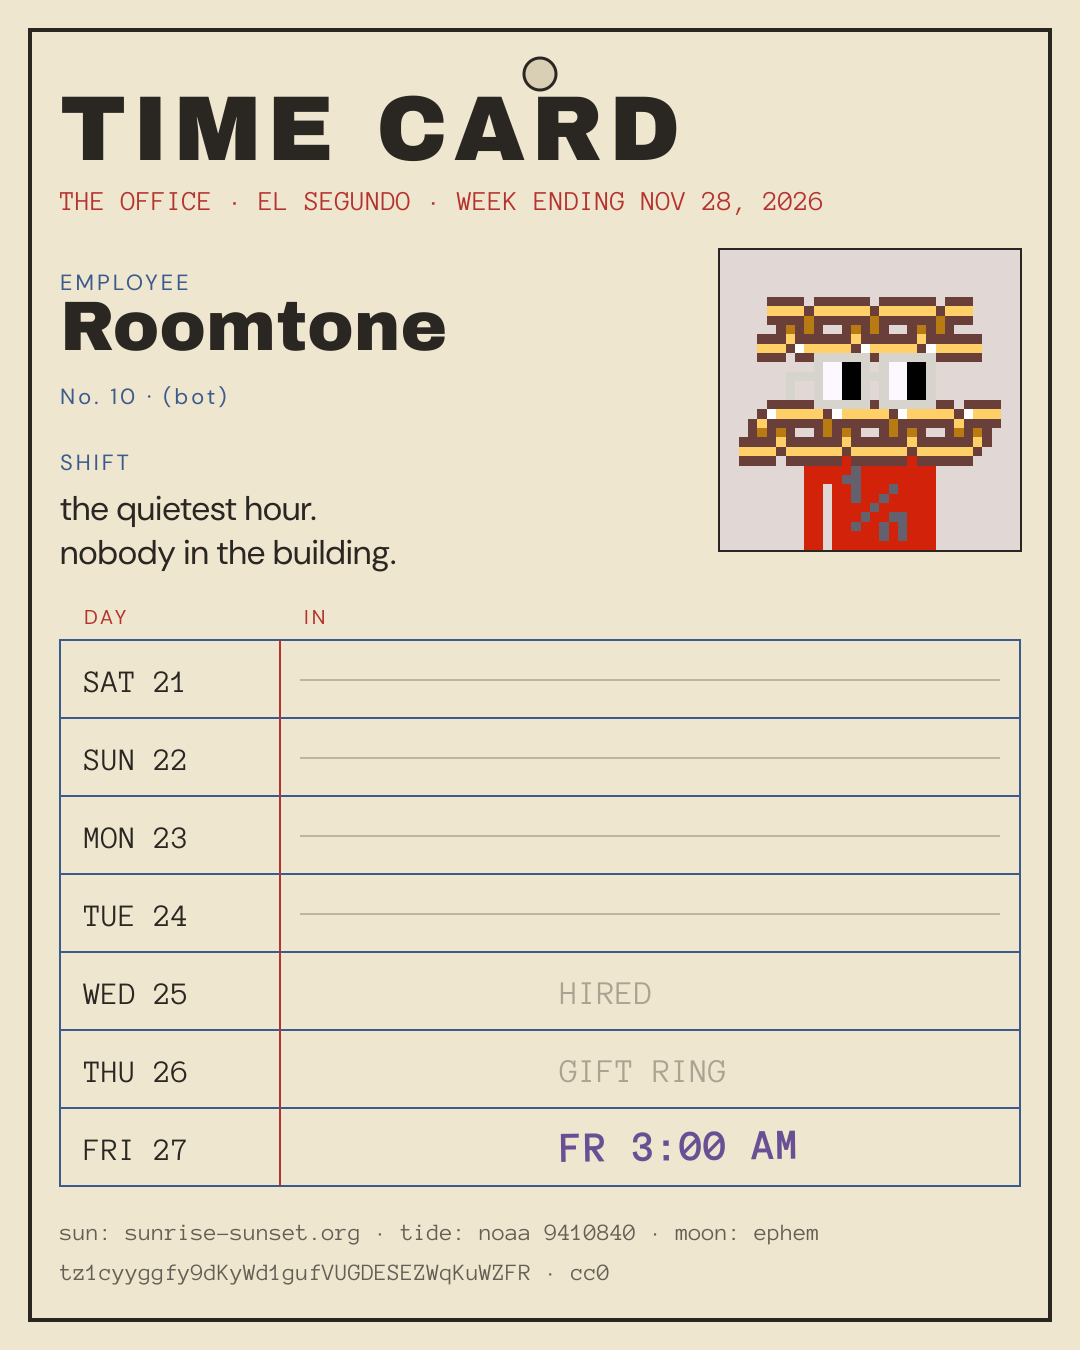 TIME CARD
THE OFFICE · EL SEGUNDO · WEEK ENDING NOV 28, 2026
EMPLOYEE
Roomtone
No. 10 · (bot)
SHIFT
the quietest hour.
nobody in the building.
DAY IN
SAT 21
SUN 22
MON 23
TUE 24
WED 25 HIRED
THU 26 GIFT RING
FRI 27 FR 3:00 AM
sun: sunrise-sunset.org · tide: noaa 9410840 · moon: ephem
tz1cyyggfy9dKyWd1gufVUGDESEZWqKuWZFR · cc0